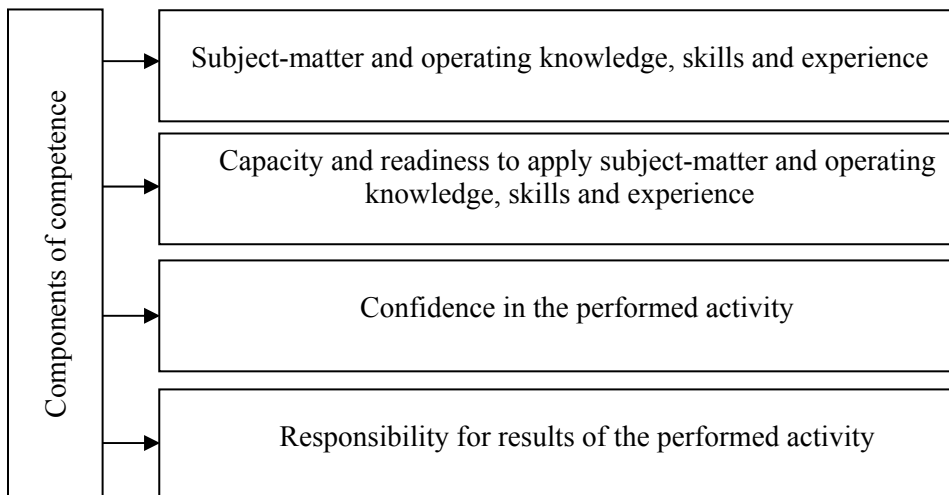 Components of competence
Subject-matter and operating knowledge, skills and experience
Capacity and readiness to apply subject-matter and operating
knowledge, skills and experience
Confidence in the performed activity
Responsibility for results of the performed activity